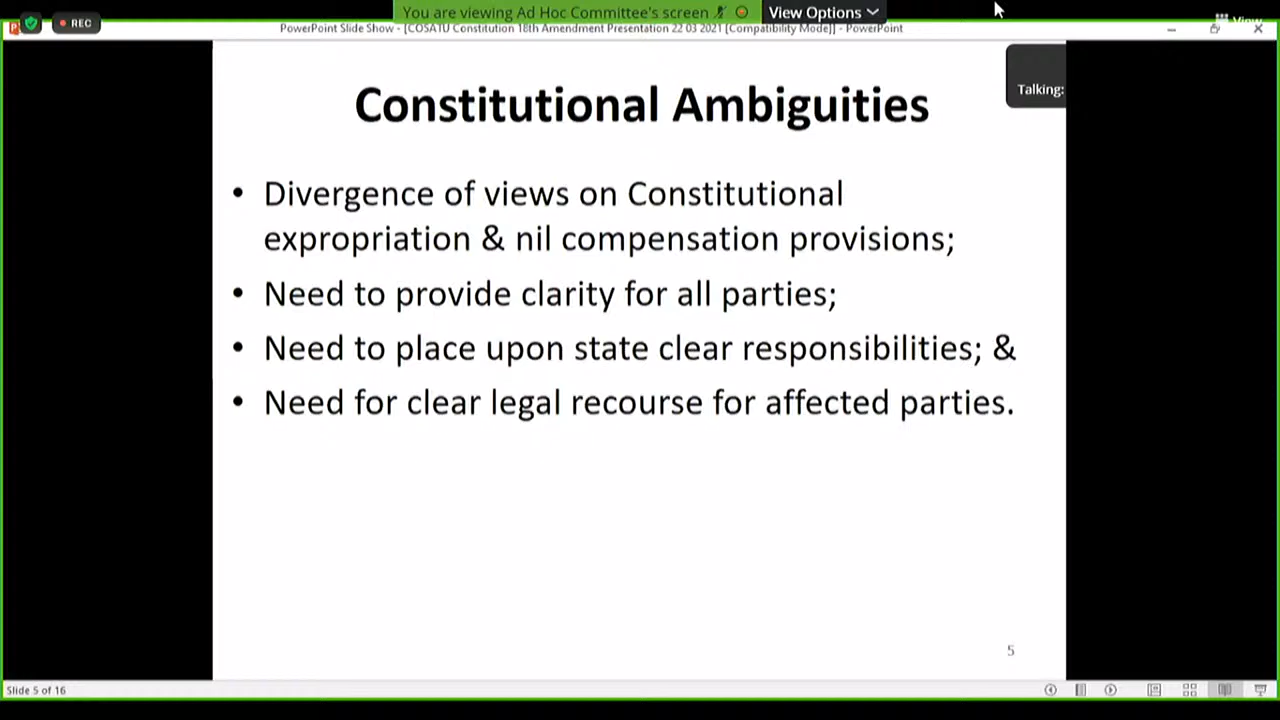 You are viewing Ad Hoc Committee's screen
View Options
REC
View
PowerPoint Slide Show - [COSATU Constitution 18th Amendment Presentation 22 03 2021 [Compatibility Mode]] - PowerPoint
Talking:
Constitutional Ambiguities
• Divergence of views on Constitutional
expropriation & nil compensation provisions;
• Need to provide clarity for all parties;
• Need to place upon state clear responsibilities; &
• Need for clear legal recourse for affected parties.
5
Slide 5 of 16